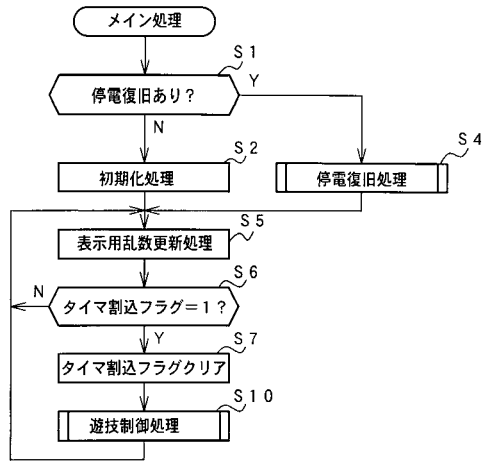 メイン処理
S1
停電復旧あり?
Y
N
S2
初期化処理
S4
停電復旧処理
S5
表示用乱数更新処理
S6
N
タイマ割込フラグ=1?
Y
S7
タイマ割込フラグクリア
S10
遊技制御処理